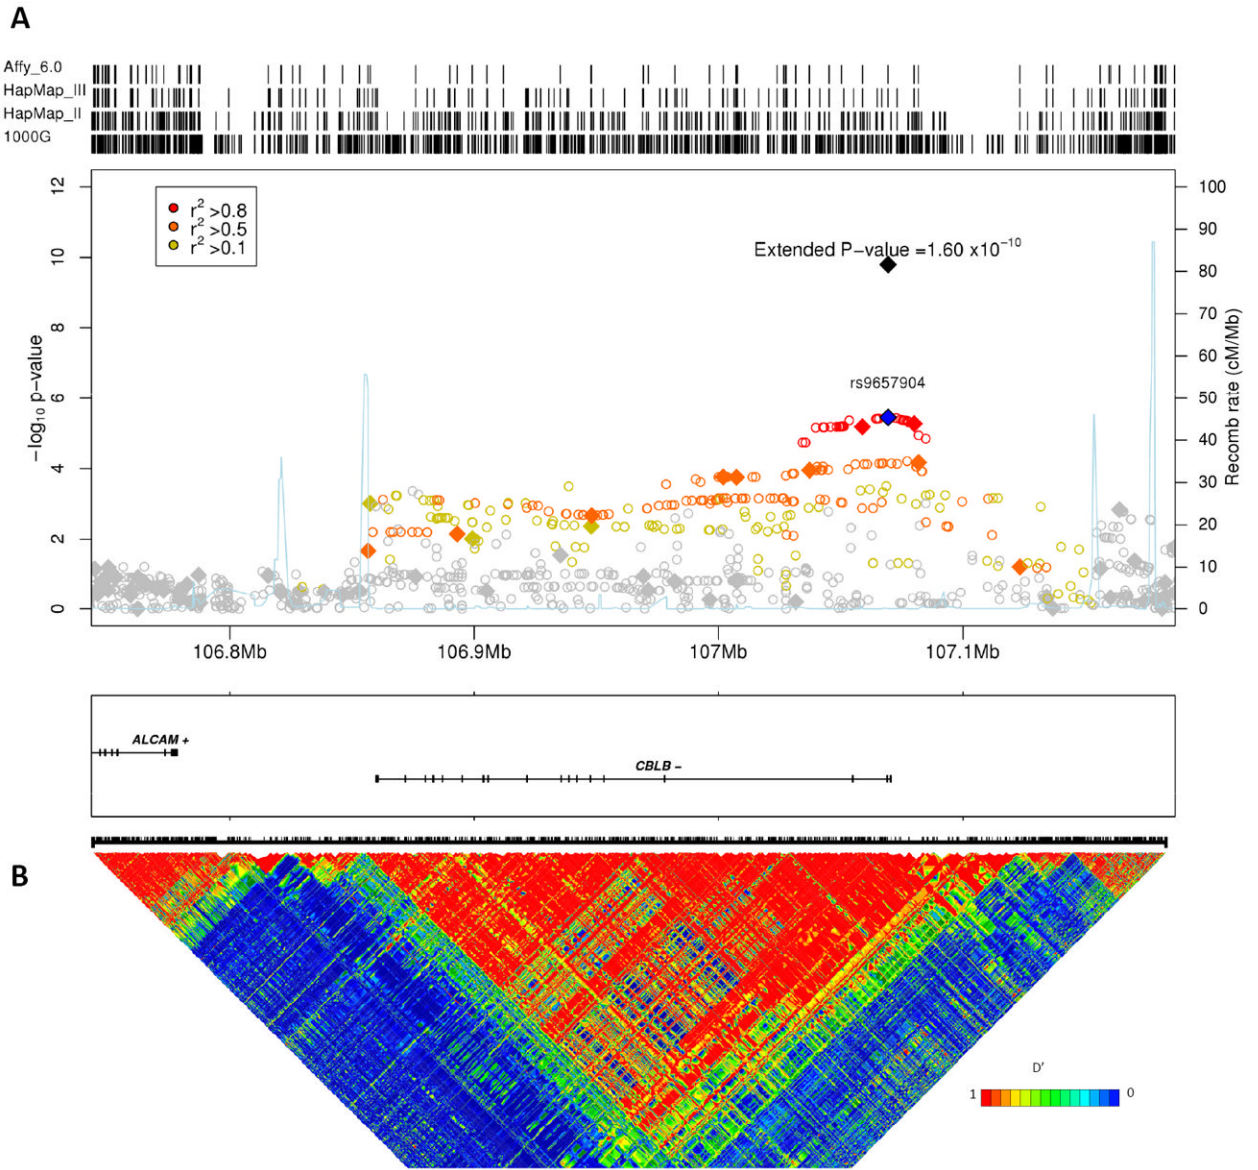 A
Affy_6.0
HapMap_III
HapMap_II
1000G
12
10
8
6
4
2
0
−log10 p−value
r2 >0.8
r2 >0.5
r2 >0.1
Extended P−value =1.60 x10−10
rs9657904
100
90
80
70
60
50
40
30
20
10
0
Recomb rate (cM/Mb)
106.8Mb 106.9Mb 107Mb 107.1Mb
ALCAM +
CBLB −
B
D'
1 0